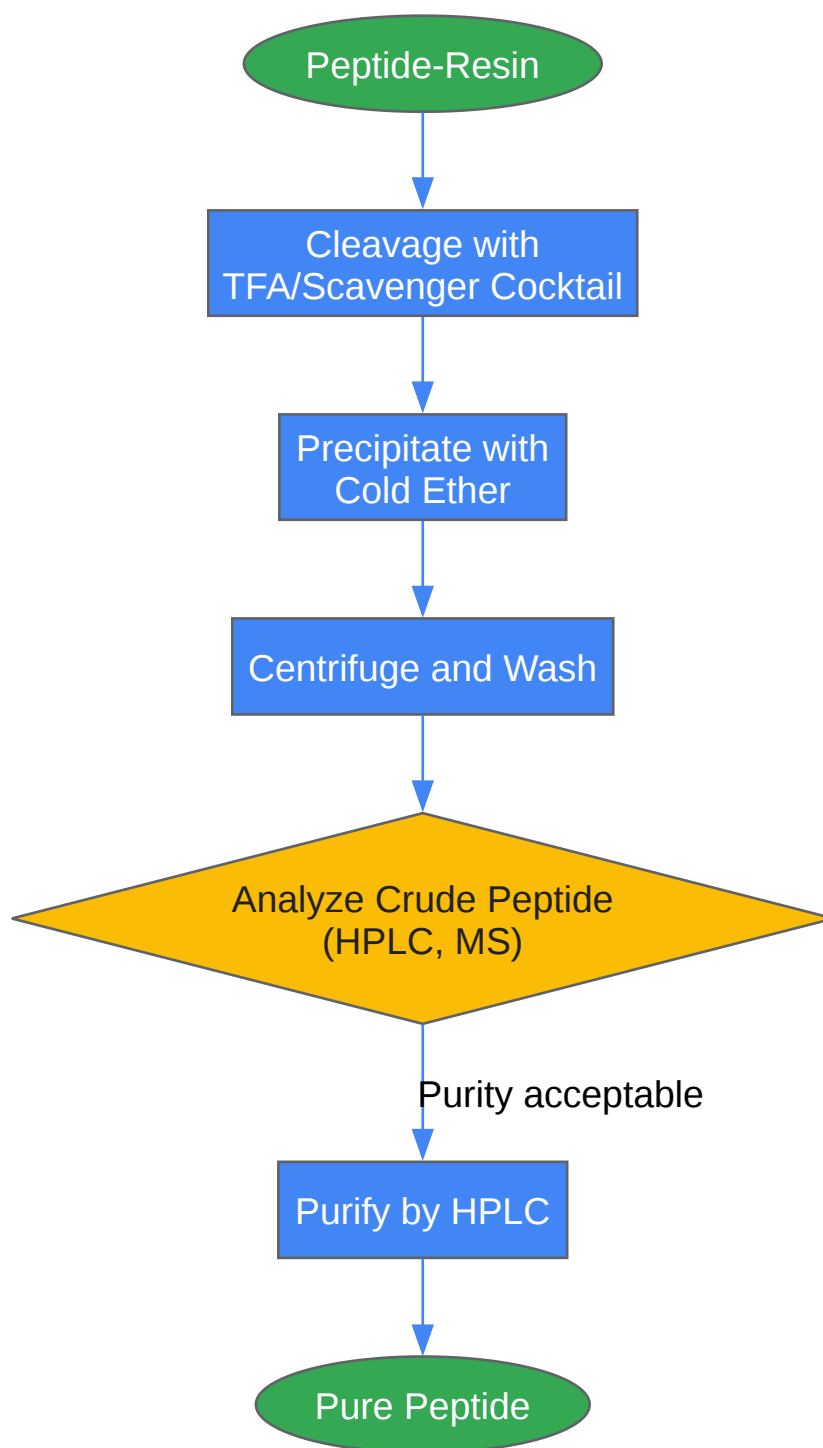 Peptide-Resin
Cleavage with
TFA/Scavenger Cocktail
Precipitate with
Cold Ether
Centrifuge and Wash
Analyze Crude Peptide
(HPLC, MS)
Purity acceptable
Purify by HPLC
Pure Peptide